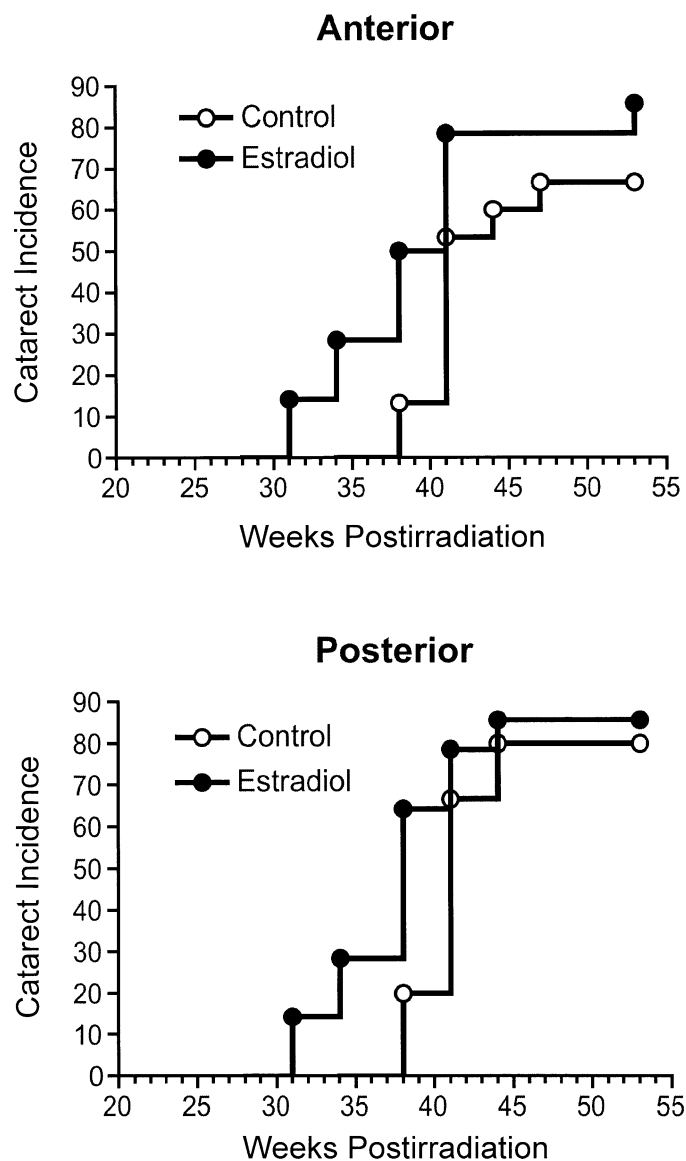 Anterior
90
80
70
60
50
40
30
20
10
0
Control
Estradiol
Catarect Incidence
20 25 30 35 40 45 50 55
Weeks Postirradiation
Posterior
90
80
70
60
50
40
30
20
10
0
Control
Estradiol
Catarect Incidence
20 25 30 35 40 45 50 55
Weeks Postirradiation